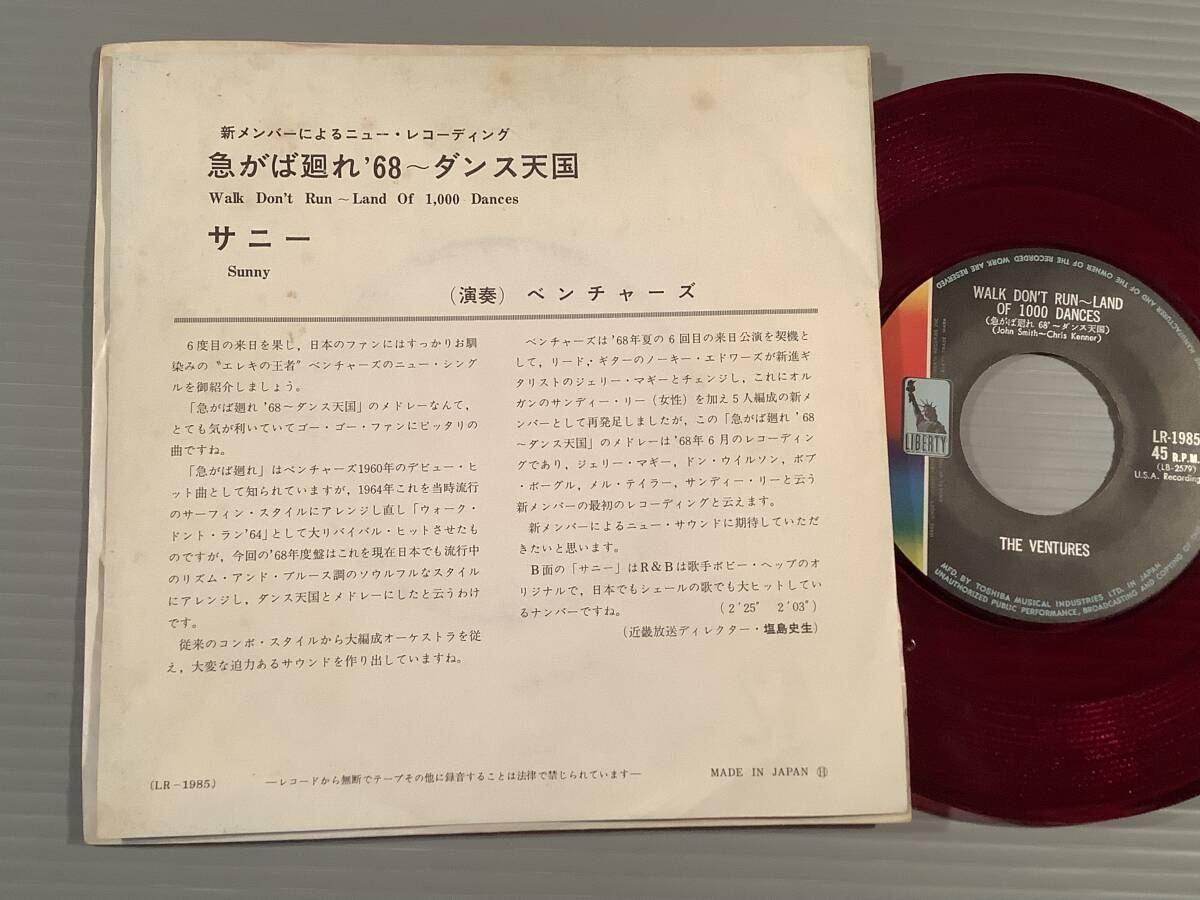 新メンバーによるニュー・レコーディング
急がば廻れ’68〜ダンス天国
Walk Don't Run〜Land Of 1,000 Dances
サニー
Sunny
(演奏) ベンチャーズ
6度目の来日を果し，日本のファンにはすっかりお馴
染みの〝エレキの王者〟ベンチャーズのニュー・シング
ルを御紹介しましょう。
「急がば廻れ ’68〜ダンス天国」のメドレーなんて，
とても気が利いていてゴー・ゴー・ファンにピッタリの
曲ですね。
「急がば廻れ」はベンチャーズ1960年のデビュー・ヒ
ット曲として知られていますが，1964年これを当時流行
のサーフィン・スタイルにアレンジし直し「ウォーク・
ドント・ラン’64」として大リバイバル・ヒットさせたも
のですが，今回の’68年度盤はこれを現在日本でも流行中
のリズム・アンド・ブルース調のソウルフルなスタイル
にアレンジし，ダンス天国とメドレーにしたと云うわけ
です。
従来のコンボ・スタイルから大編成オーケストラを従
え，大変な迫力あるサウンドを作り出していますね。
ベンチャーズは’68年夏の6回目の来日公演を契機と
して，リード・ギターのノーキー・エドワーズが新進ギ
タリストのジェリー・マギーとチェンジし，これにオル
ガンのサンディー・リー（女性）を加え5人編成の新メ
ンバーとして再発足しましたが，この「急がば廻れ ’68
〜ダンス天国」のメドレーは’68年6月のレコーディン
グであり，ジェリー・マギー，ドン・ウイルソン，ボブ
・ボーグル，メル・テイラー，サンディー・リーと云う
新メンバーの最初のレコーディングと云えます。
新メンバーによるニュー・サウンドに期待していただ
きたいと思います。
B面の「サニー」はR＆Bは歌手ボビー・ヘッブのオ
リジナルで，日本でもシェールの歌でも大ヒットしてい
るナンバーですね。 (2′25″ 2′03″)
(近畿放送ディレクター・塩島史生)
(LR－1985)
―レコードから無断でテープその他に録音することは法律で禁じられています―
MADE IN JAPAN Ⓗ
WALK DON'T RUN〜LAND
OF 1000 DANCES
(急がば廻れ 68'〜ダンス天国)
(John Smith〜Chris Kenner)
LIBERTY
LR-1985
45 R.P.M.
(LB-2579)
U.S.A. Recording
THE VENTURES
MFD. BY TOSHIBA MUSICAL INDUSTRIES LTD. IN JAPAN